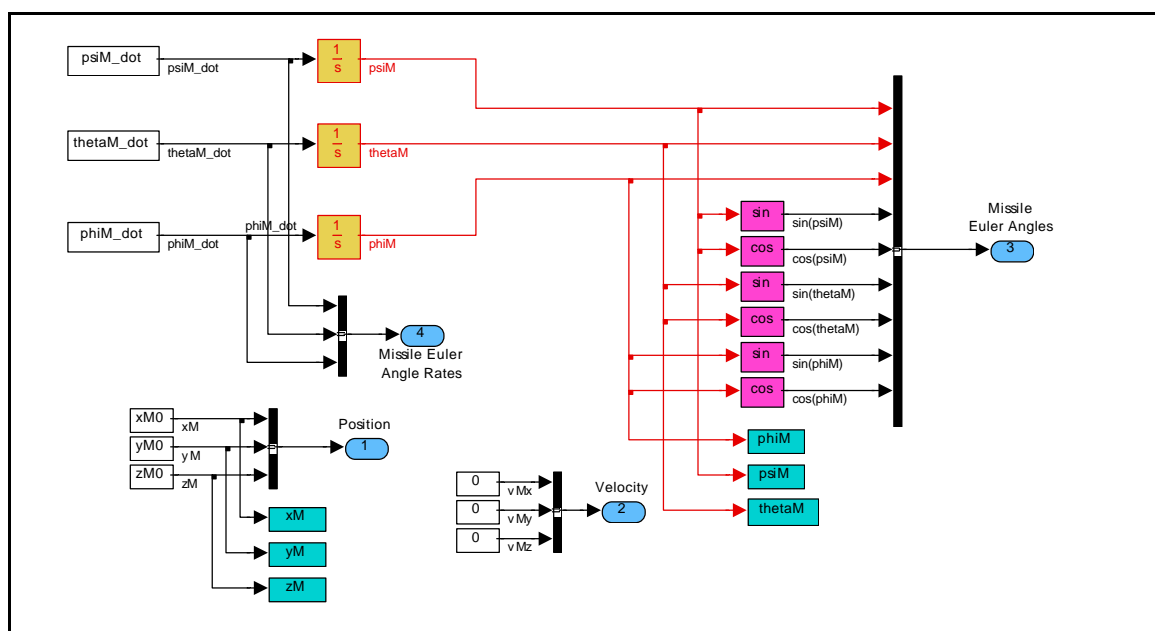 psiM_dot
psiM_dot
1
s
psiM
thetaM_dot
thetaM_dot
1
s
thetaM
phiM_dot
phiM_dot
phiM_dot
1
s
phiM
sin
sin(psiM)
cos
cos(psiM)
sin
sin(thetaM)
cos
cos(thetaM)
sin
sin(phiM)
cos
cos(phiM)
Missile
Euler Angles
3
4
Missile Euler
Angle Rates
xM0
xM
yM0
yM
zM0
zM
Position
1
xM
yM
zM
0
vMx
0
vMy
0
vMz
Velocity
2
phiM
psiM
thetaM